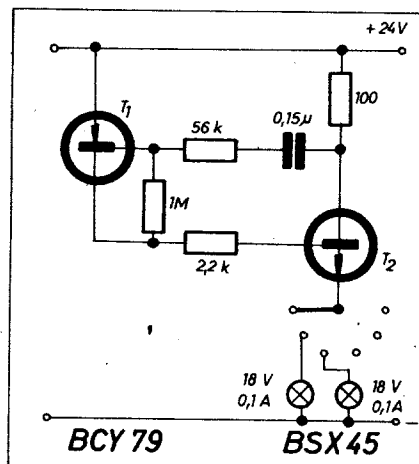 + 24V
T1
56 k
0,15µ
100
1M
2,2 k
T2
18 V
0,1 A
18 V
0,1 A
–
BCY 79
BSX 45